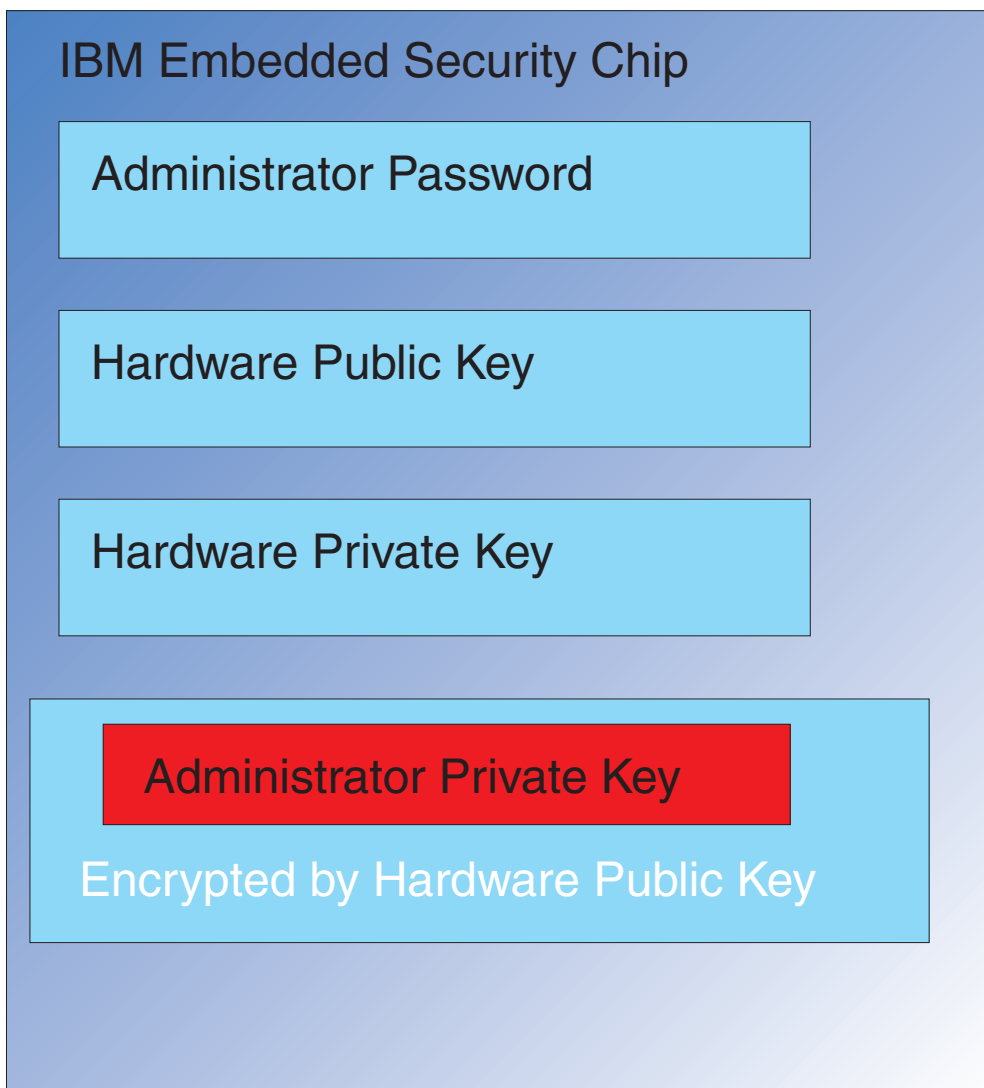 IBM Embedded Security Chip
Administrator Password
Hardware Public Key
Hardware Private Key
Administrator Private Key
Encrypted by Hardware Public Key